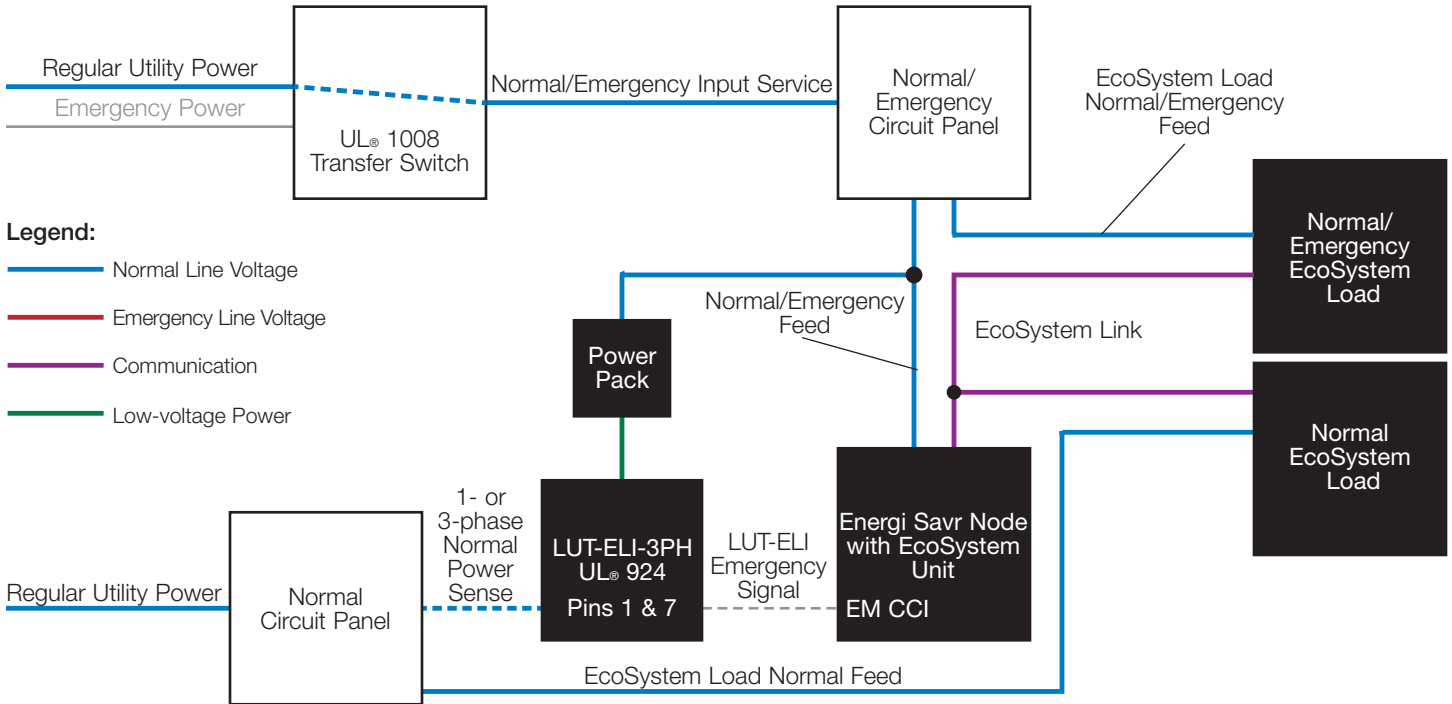 Regular Utility Power
Emergency Power
UL® 1008
Transfer Switch
Normal/Emergency Input Service
Normal/
Emergency
Circuit Panel
EcoSystem Load
Normal/Emergency
Feed
Legend:
Normal Line Voltage
Emergency Line Voltage
Communication
Low-voltage Power
Normal/
Emergency
EcoSystem
Load
Normal/Emergency
Feed
EcoSystem Link
Power
Pack
Normal
EcoSystem
Load
1- or
3-phase
Normal
Power
Sense
LUT-ELI-3PH
UL® 924
Pins 1 & 7
LUT-ELI
Emergency
Signal
Energi Savr Node
with EcoSystem
Unit
EM CCI
Regular Utility Power
Normal
Circuit Panel
EcoSystem Load Normal Feed